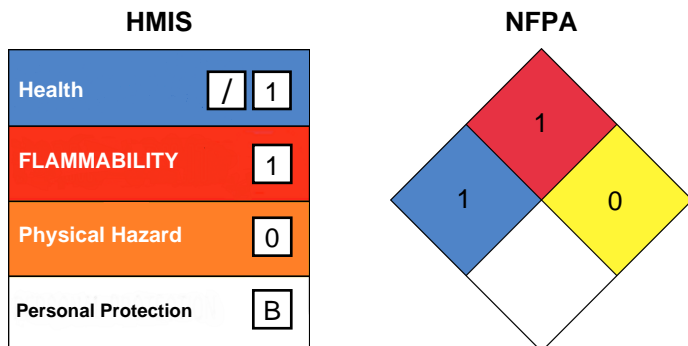 HMIS
Health / 1
FLAMMABILITY 1
Physical Hazard 0
Personal Protection B
NFPA
1
1 0